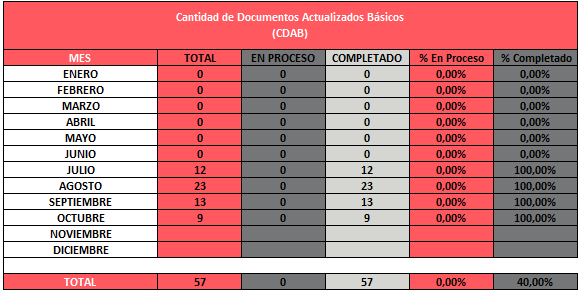 Cantidad de Documentos Actualizados Básicos
(CDAB)
MES TOTAL EN PROCESO COMPLETADO % En Proceso % Completado
ENERO 0 0 0 0,00% 0,00%
FEBRERO 0 0 0 0,00% 0,00%
MARZO 0 0 0 0,00% 0,00%
ABRIL 0 0 0 0,00% 0,00%
MAYO 0 0 0 0,00% 0,00%
JUNIO 0 0 0 0,00% 0,00%
JULIO 12 0 12 0,00% 100,00%
AGOSTO 23 0 23 0,00% 100,00%
SEPTIEMBRE 13 0 13 0,00% 100,00%
OCTUBRE 9 0 9 0,00% 100,00%
NOVIEMBRE
DICIEMBRE
TOTAL 57 0 57 0,00% 40,00%